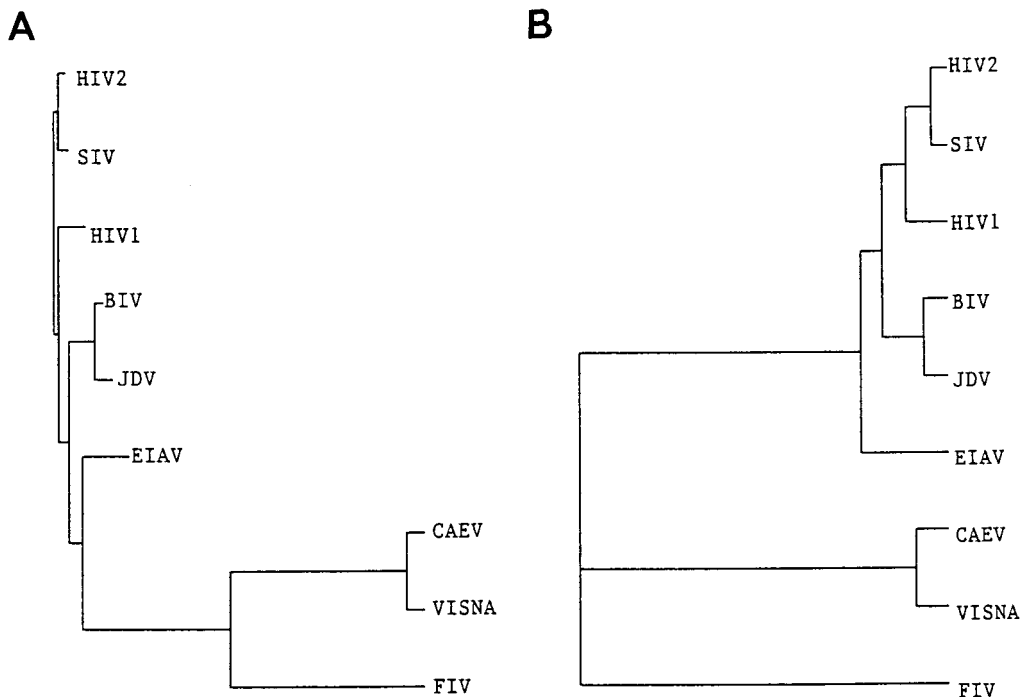 A
HIV2
SIV
HIV1
BIV
JDV
EIAV
CAEV
VISNA
FIV
B
HIV2
SIV
HIV1
BIV
JDV
EIAV
CAEV
VISNA
FIV